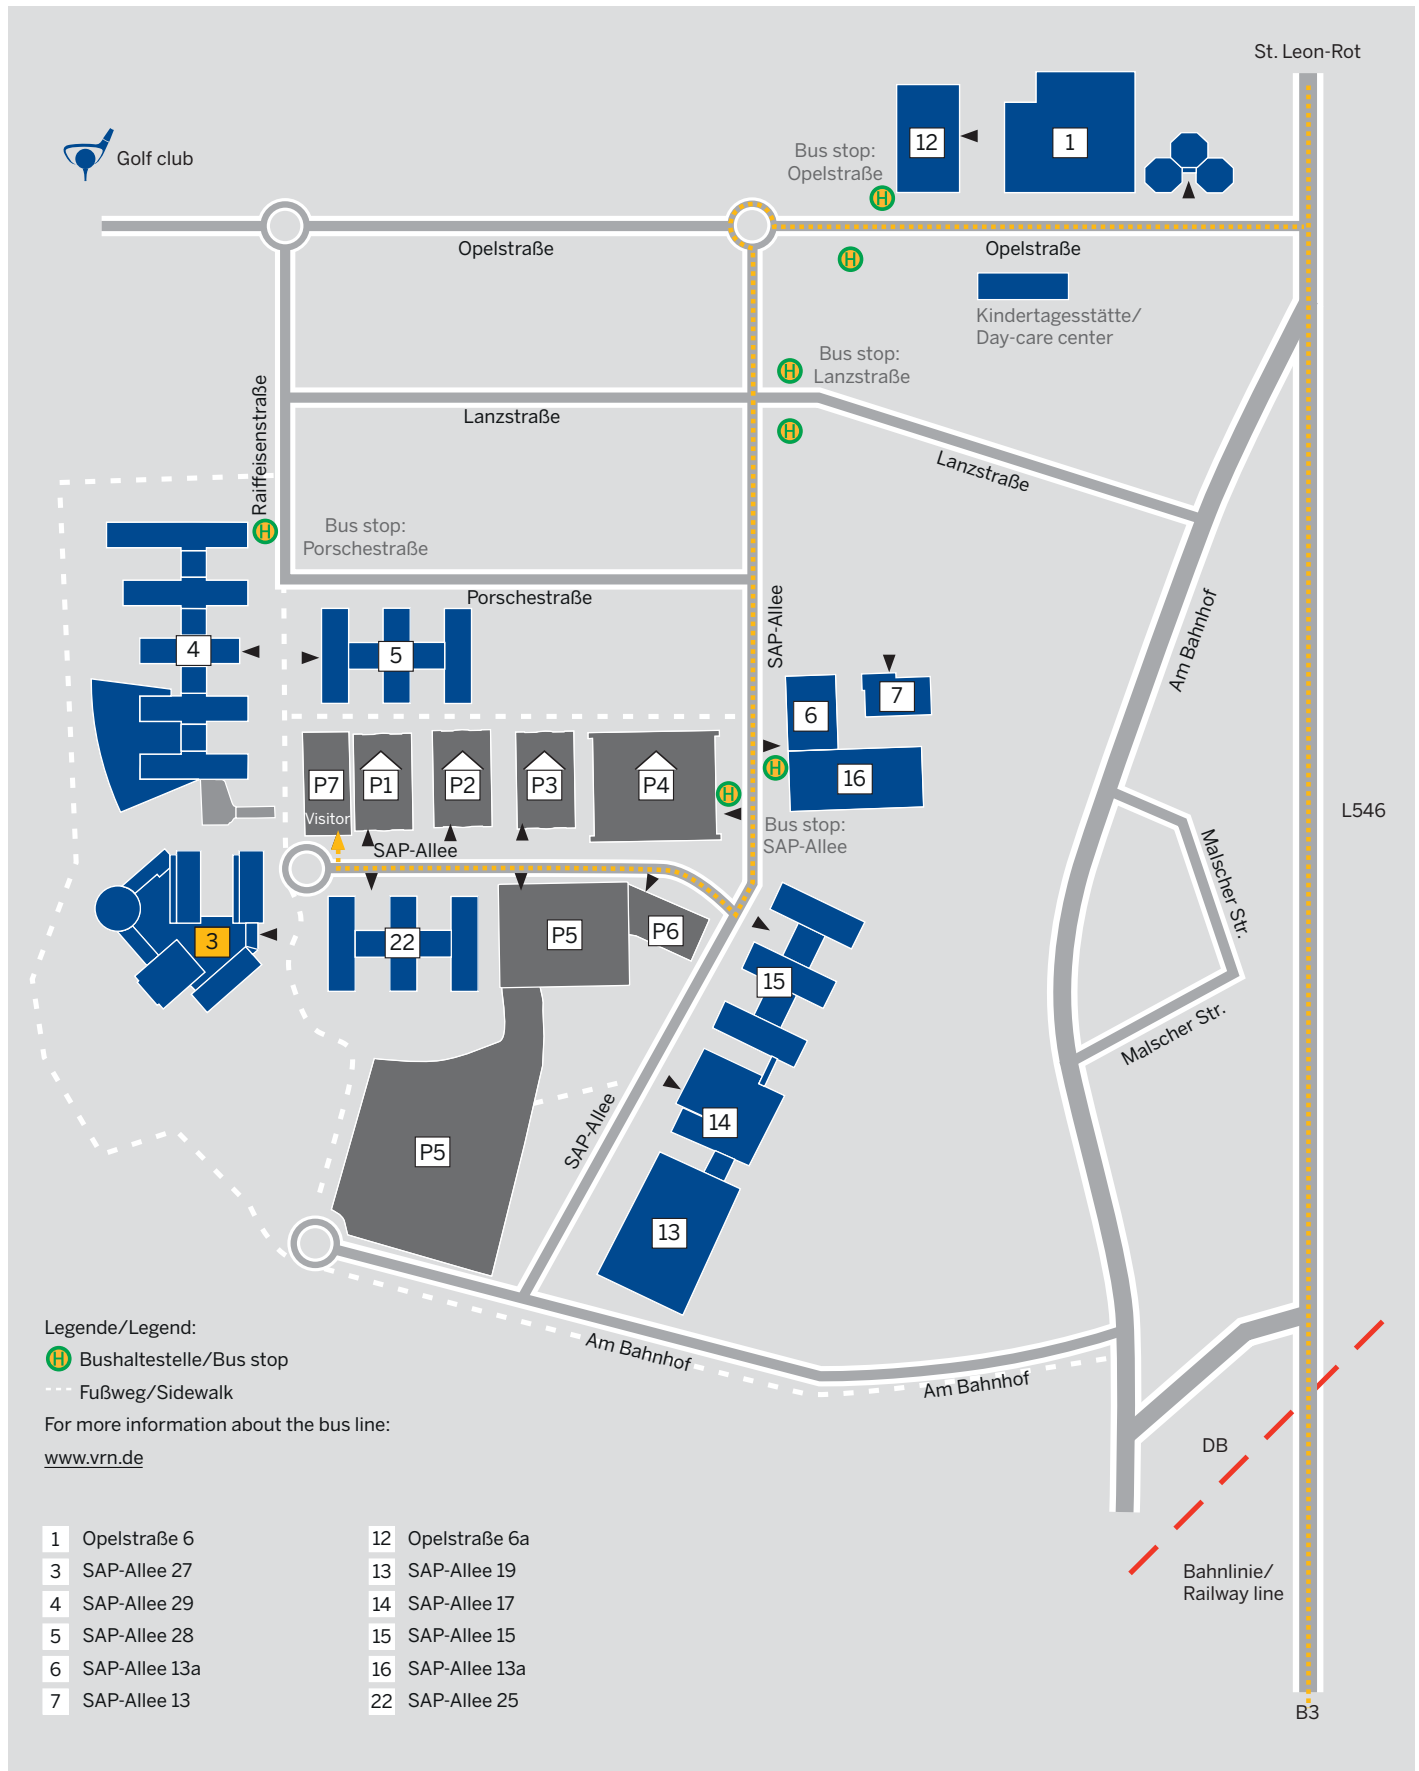 St. Leon-Rot
Golf club
12
1
Bus stop:
Opelstraße
H
Opelstraße
Opelstraße
H
Kindertagesstätte/
Day-care center
Bus stop:
Lanzstraße
H
H
Lanzstraße
Lanzstraße
Raiffeisenstraße
H
Bus stop:
Porschestraße
Porschestraße
SAP-Allee
Am Bahnhof
4
5
6
7
16
H
P7
Visitor
P1
P2
P3
P4
H
Bus stop:
SAP-Allee
L546
SAP-Allee
Malscher Str.
Malscher Str.
3
22
P5
P6
15
14
13
P5
SAP-Allee
Am Bahnhof
Am Bahnhof
DB
Bahnlinie/
Railway line
B3
Legende/Legend:
H Bushaltestelle/Bus stop
Fußweg/Sidewalk
For more information about the bus line:
www.vrn.de
1 Opelstraße 6
3 SAP-Allee 27
4 SAP-Allee 29
5 SAP-Allee 28
6 SAP-Allee 13a
7 SAP-Allee 13
12 Opelstraße 6a
13 SAP-Allee 19
14 SAP-Allee 17
15 SAP-Allee 15
16 SAP-Allee 13a
22 SAP-Allee 25